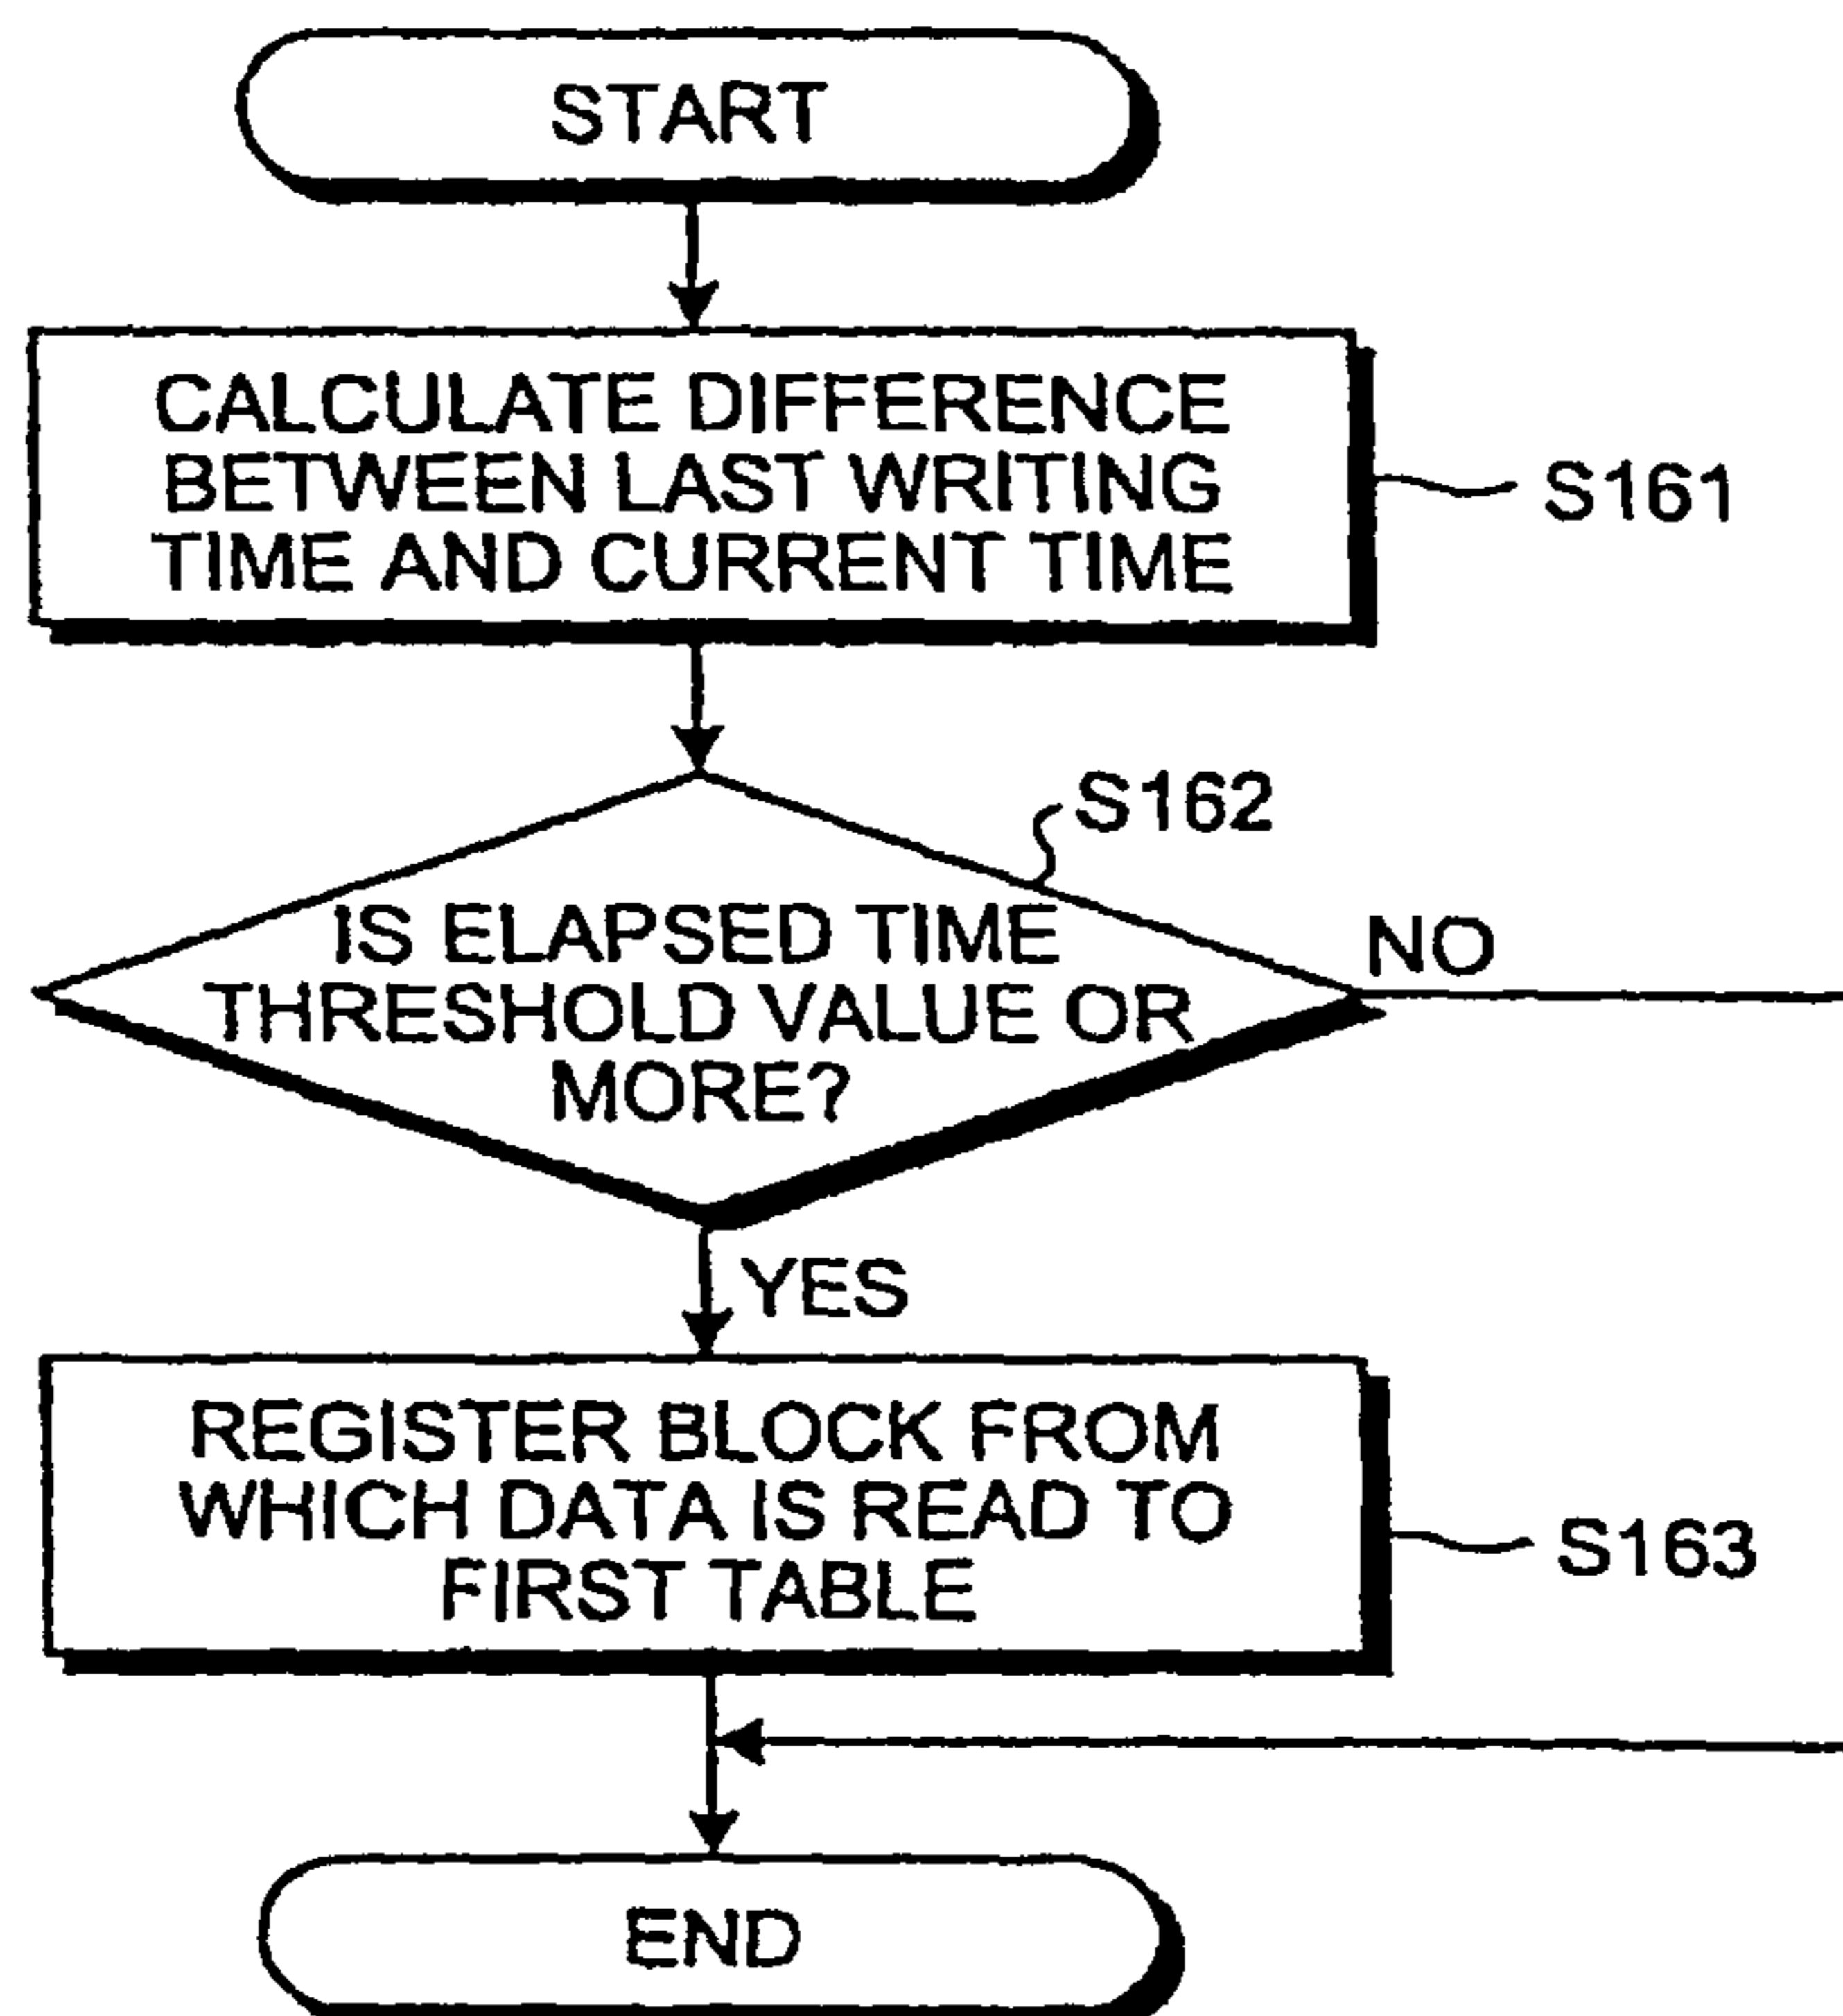 START
CALCULATE DIFFERENCE
BETWEEN LAST WRITING
TIME AND CURRENT TIME
S161
S162
IS ELAPSED TIME
THRESHOLD VALUE OR
MORE?
NO
YES
REGISTER BLOCK FROM
WHICH DATA IS READ TO
FIRST TABLE
S163
END